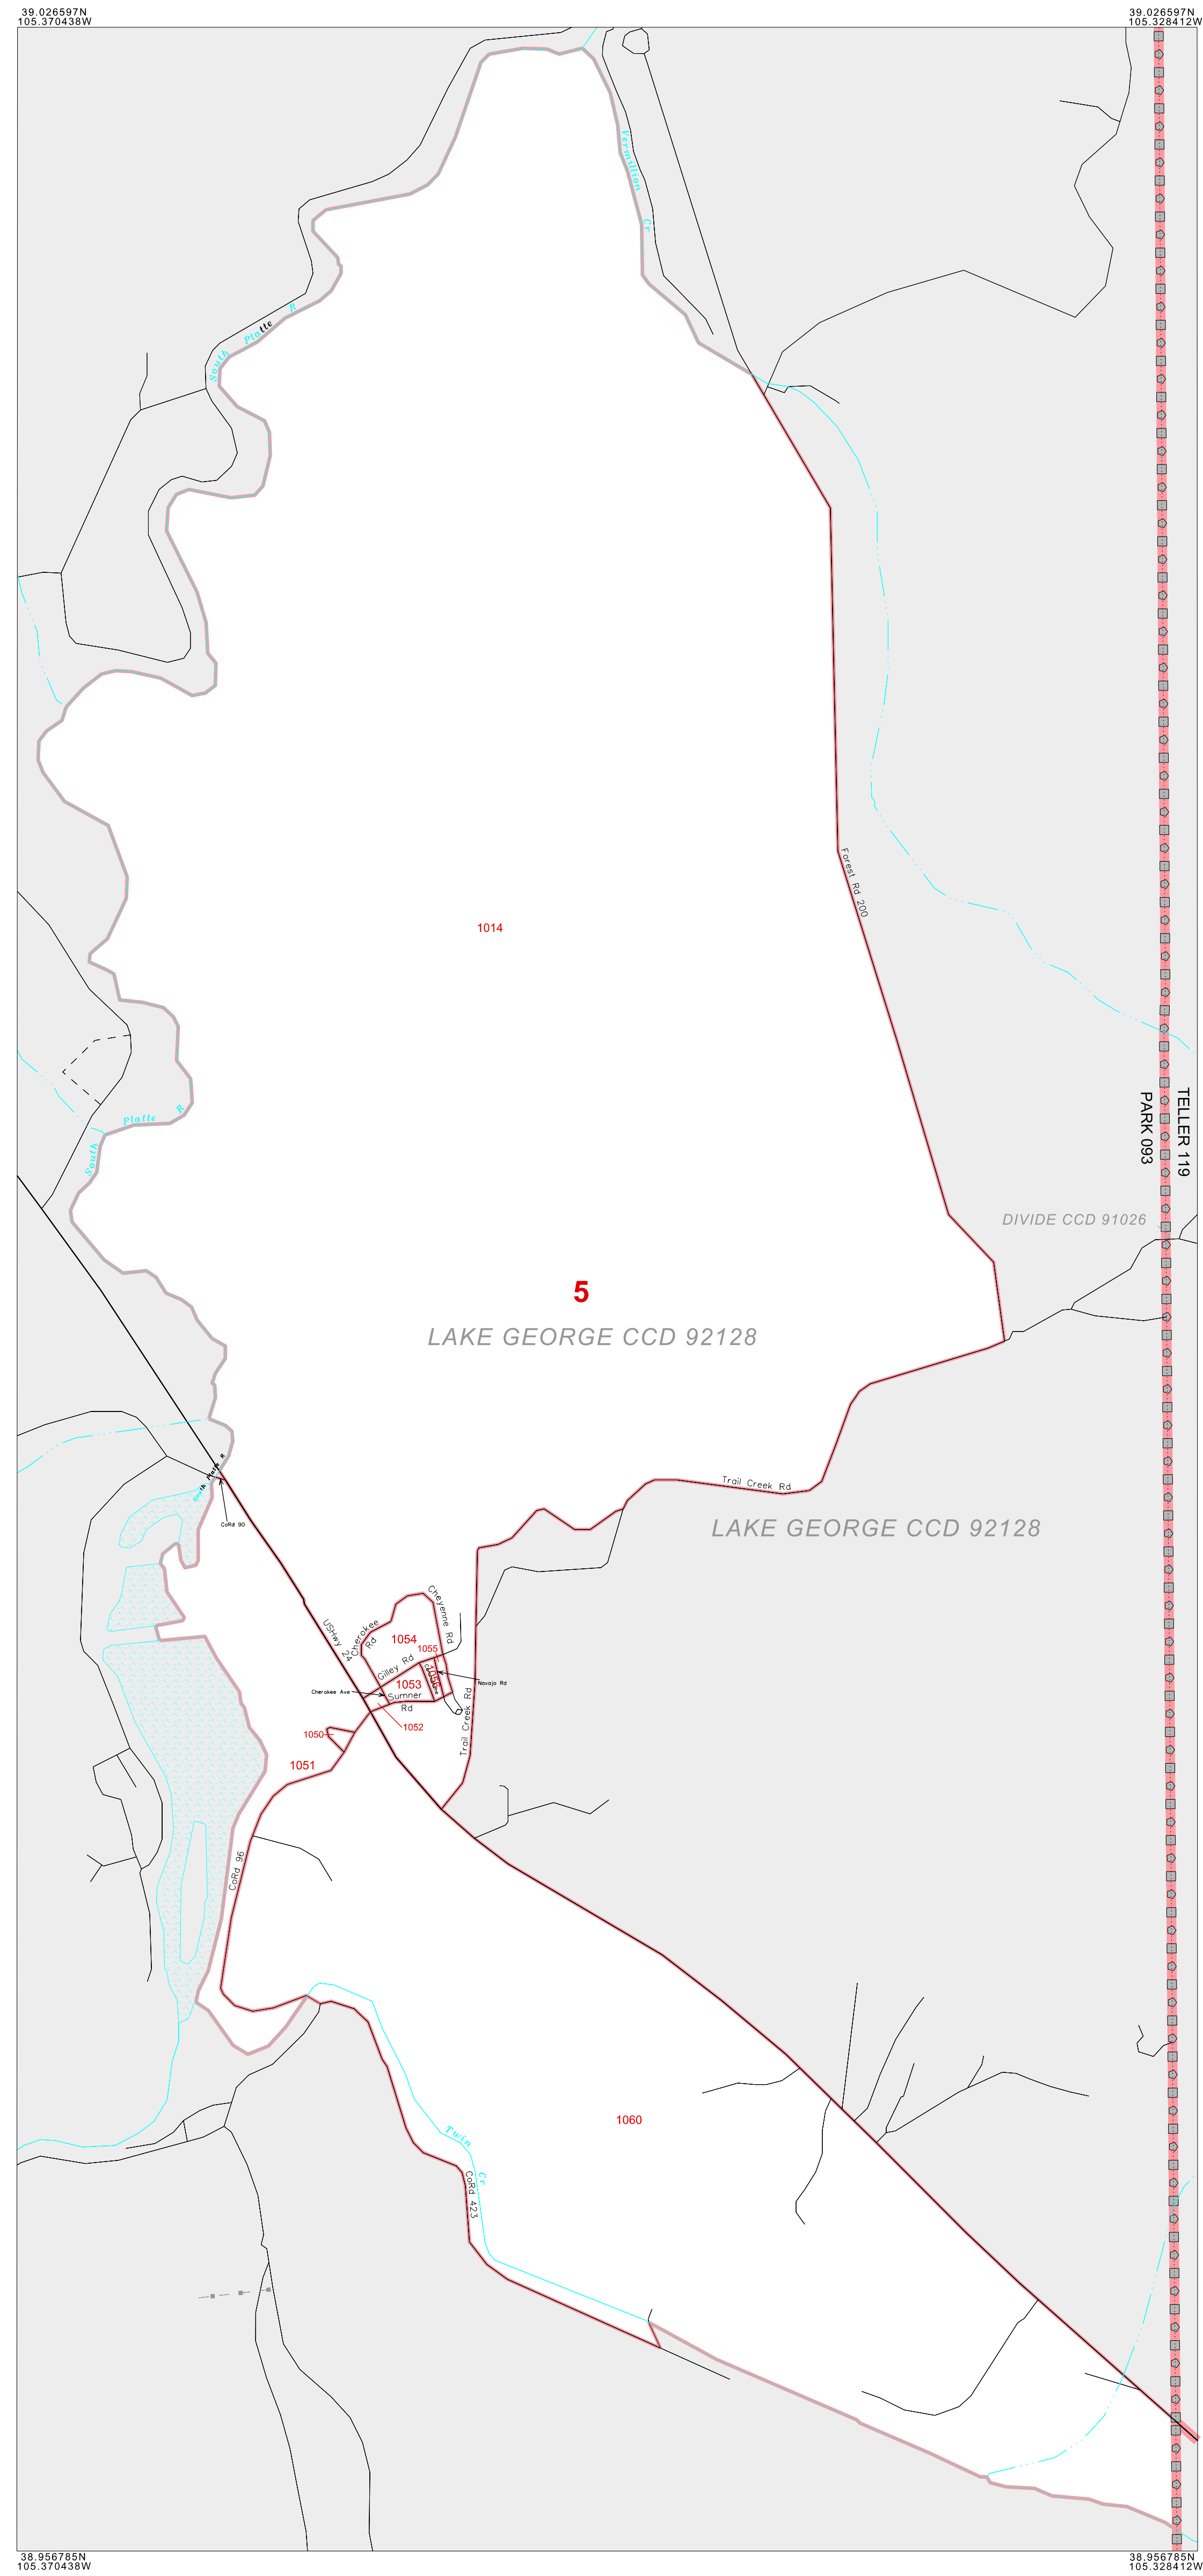 39.026597N
105.370438W
39.026597N
105.328412W
Vermillion
Cr
South
Platte
R
Forest Rd 200
1014
TELLER 119
PARK 093
Platte
R
South
DIVIDE CCD 91026
5
LAKE GEORGE CCD 92128
South Platte R
Trail Creek Rd
CoRd 90
LAKE GEORGE CCD 92128
Cheyenne Rd
Cherokee
Rd
USHwy 24
1054
1055
Gilley Rd
1053
Navajo Rd
Cherokee Ave
Sumner
Rd
1052
Trail Creek Rd
1050
1051
CoRd 96
1060
Twin
Cr
CoRd 423
38.956785N
105.370438W
38.956785N
105.328412W